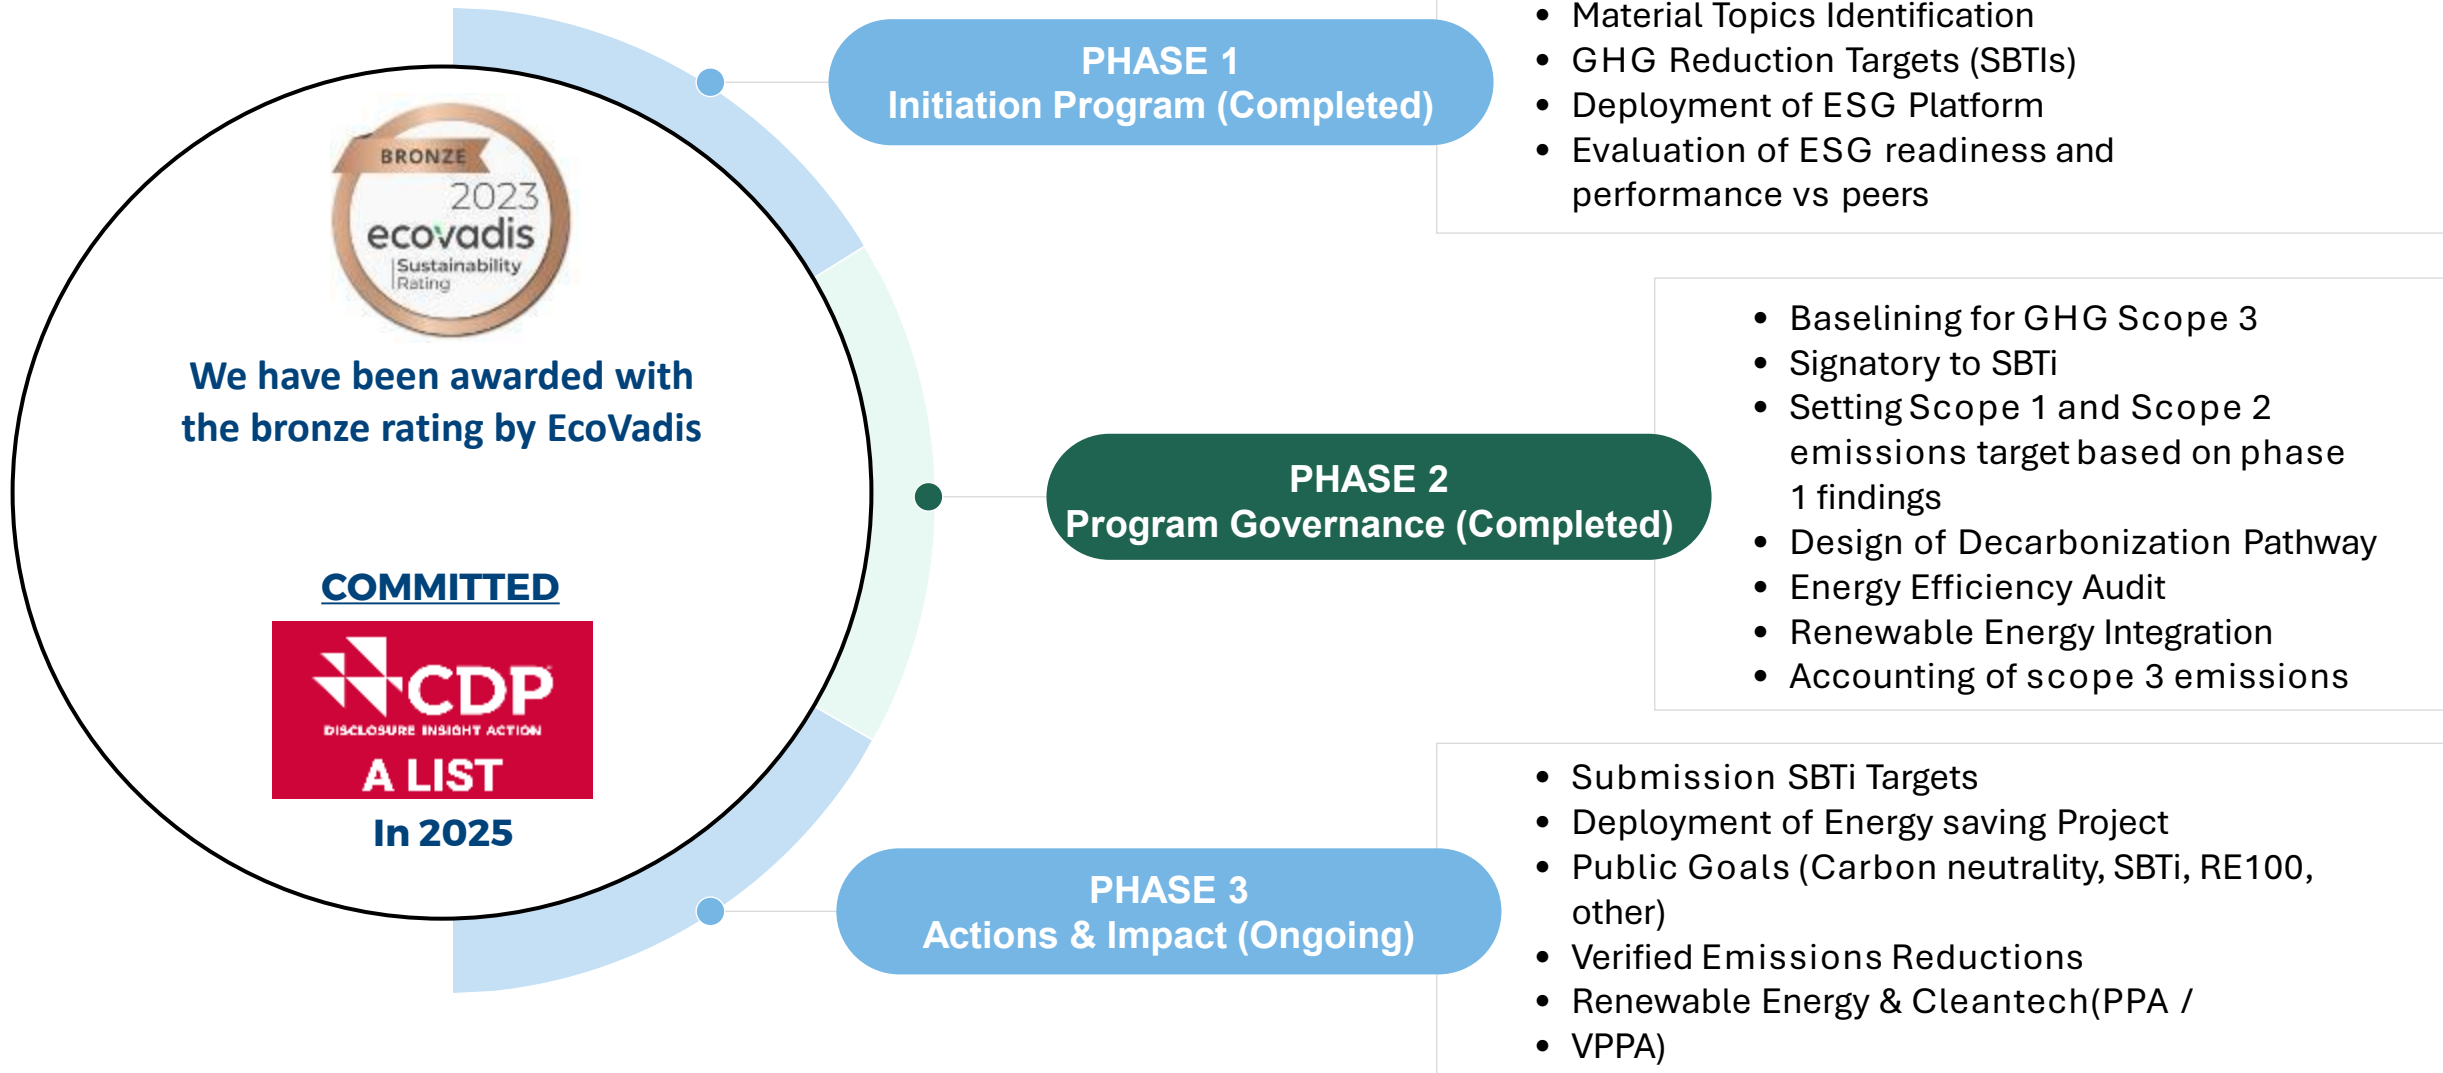 BRONZE
2023
ecovadis
Sustainability
Rating
We have been awarded with
the bronze rating by EcoVadis
COMMITTED
CDP
DISCLOSURE INSIGHT ACTION
A LIST
In 2025
PHASE 1
Initiation Program (Completed)
• Material Topics Identification
• GHG Reduction Targets (SBTIs)
• Deployment of ESG Platform
• Evaluation of ESG readiness and
performance vs peers
PHASE 2
Program Governance (Completed)
• Baselining for GHG Scope 3
• Signatory to SBTi
• Setting Scope 1 and Scope 2
emissions target based on phase
1 findings
• Design of Decarbonization Pathway
• Energy Efficiency Audit
• Renewable Energy Integration
• Accounting of scope 3 emissions
PHASE 3
Actions & Impact (Ongoing)
• Submission SBTi Targets
• Deployment of Energy saving Project
• Public Goals (Carbon neutrality, SBTi, RE100,
other)
• Verified Emissions Reductions
• Renewable Energy & Cleantech(PPA /
• VPPA)